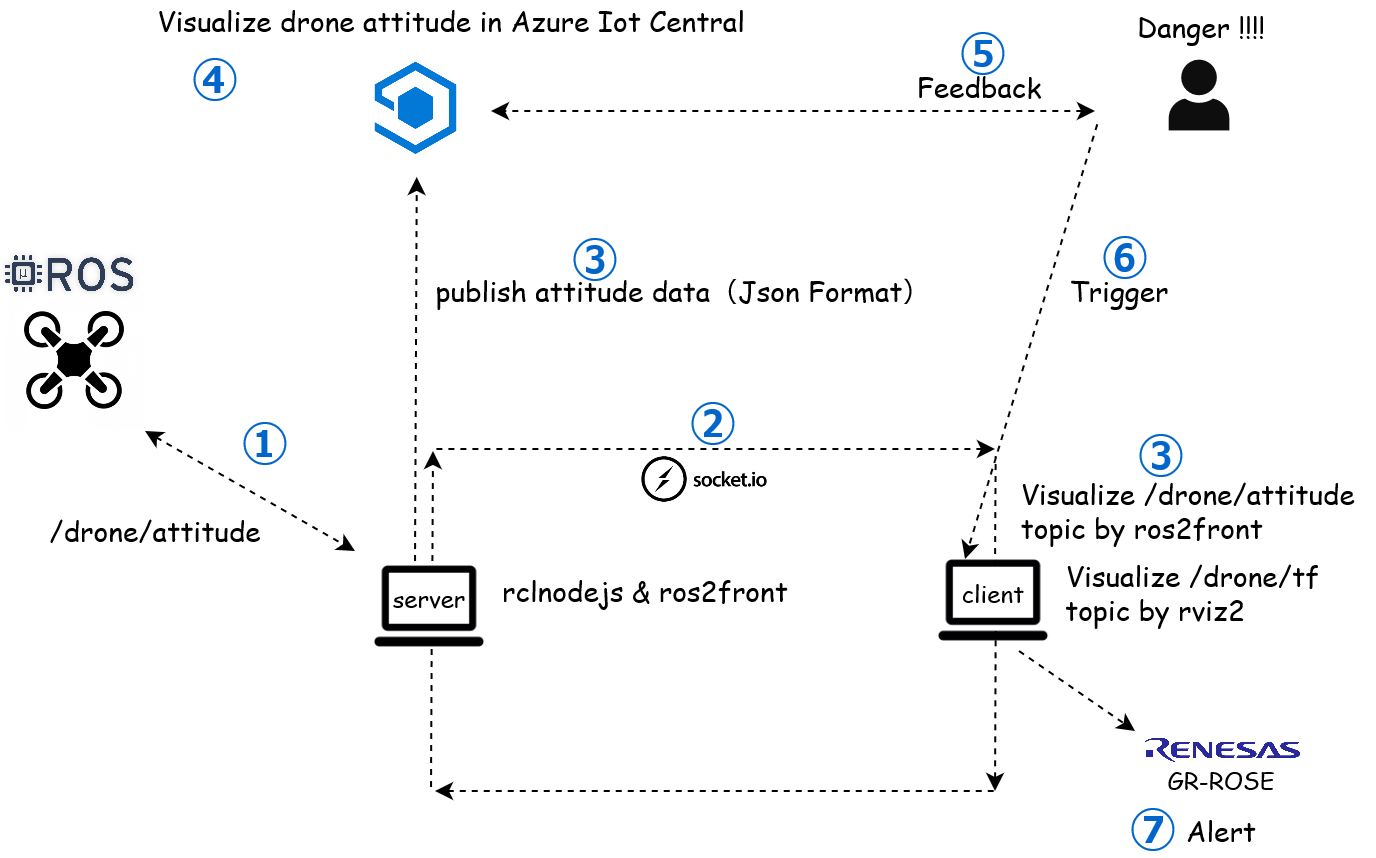 Visualize drone attitude in Azure Iot Central
④
⑤
Feedback
Danger !!!!
μ ROS
③
publish attitude data (Json Format)
⑥
Trigger
①
/drone/attitude
②
socket.io
③
Visualize /drone/attitude
topic by ros2front
server
rclnodejs & ros2front
client
Visualize /drone/tf
topic by rviz2
RENESAS
GR-ROSE
⑦ Alert